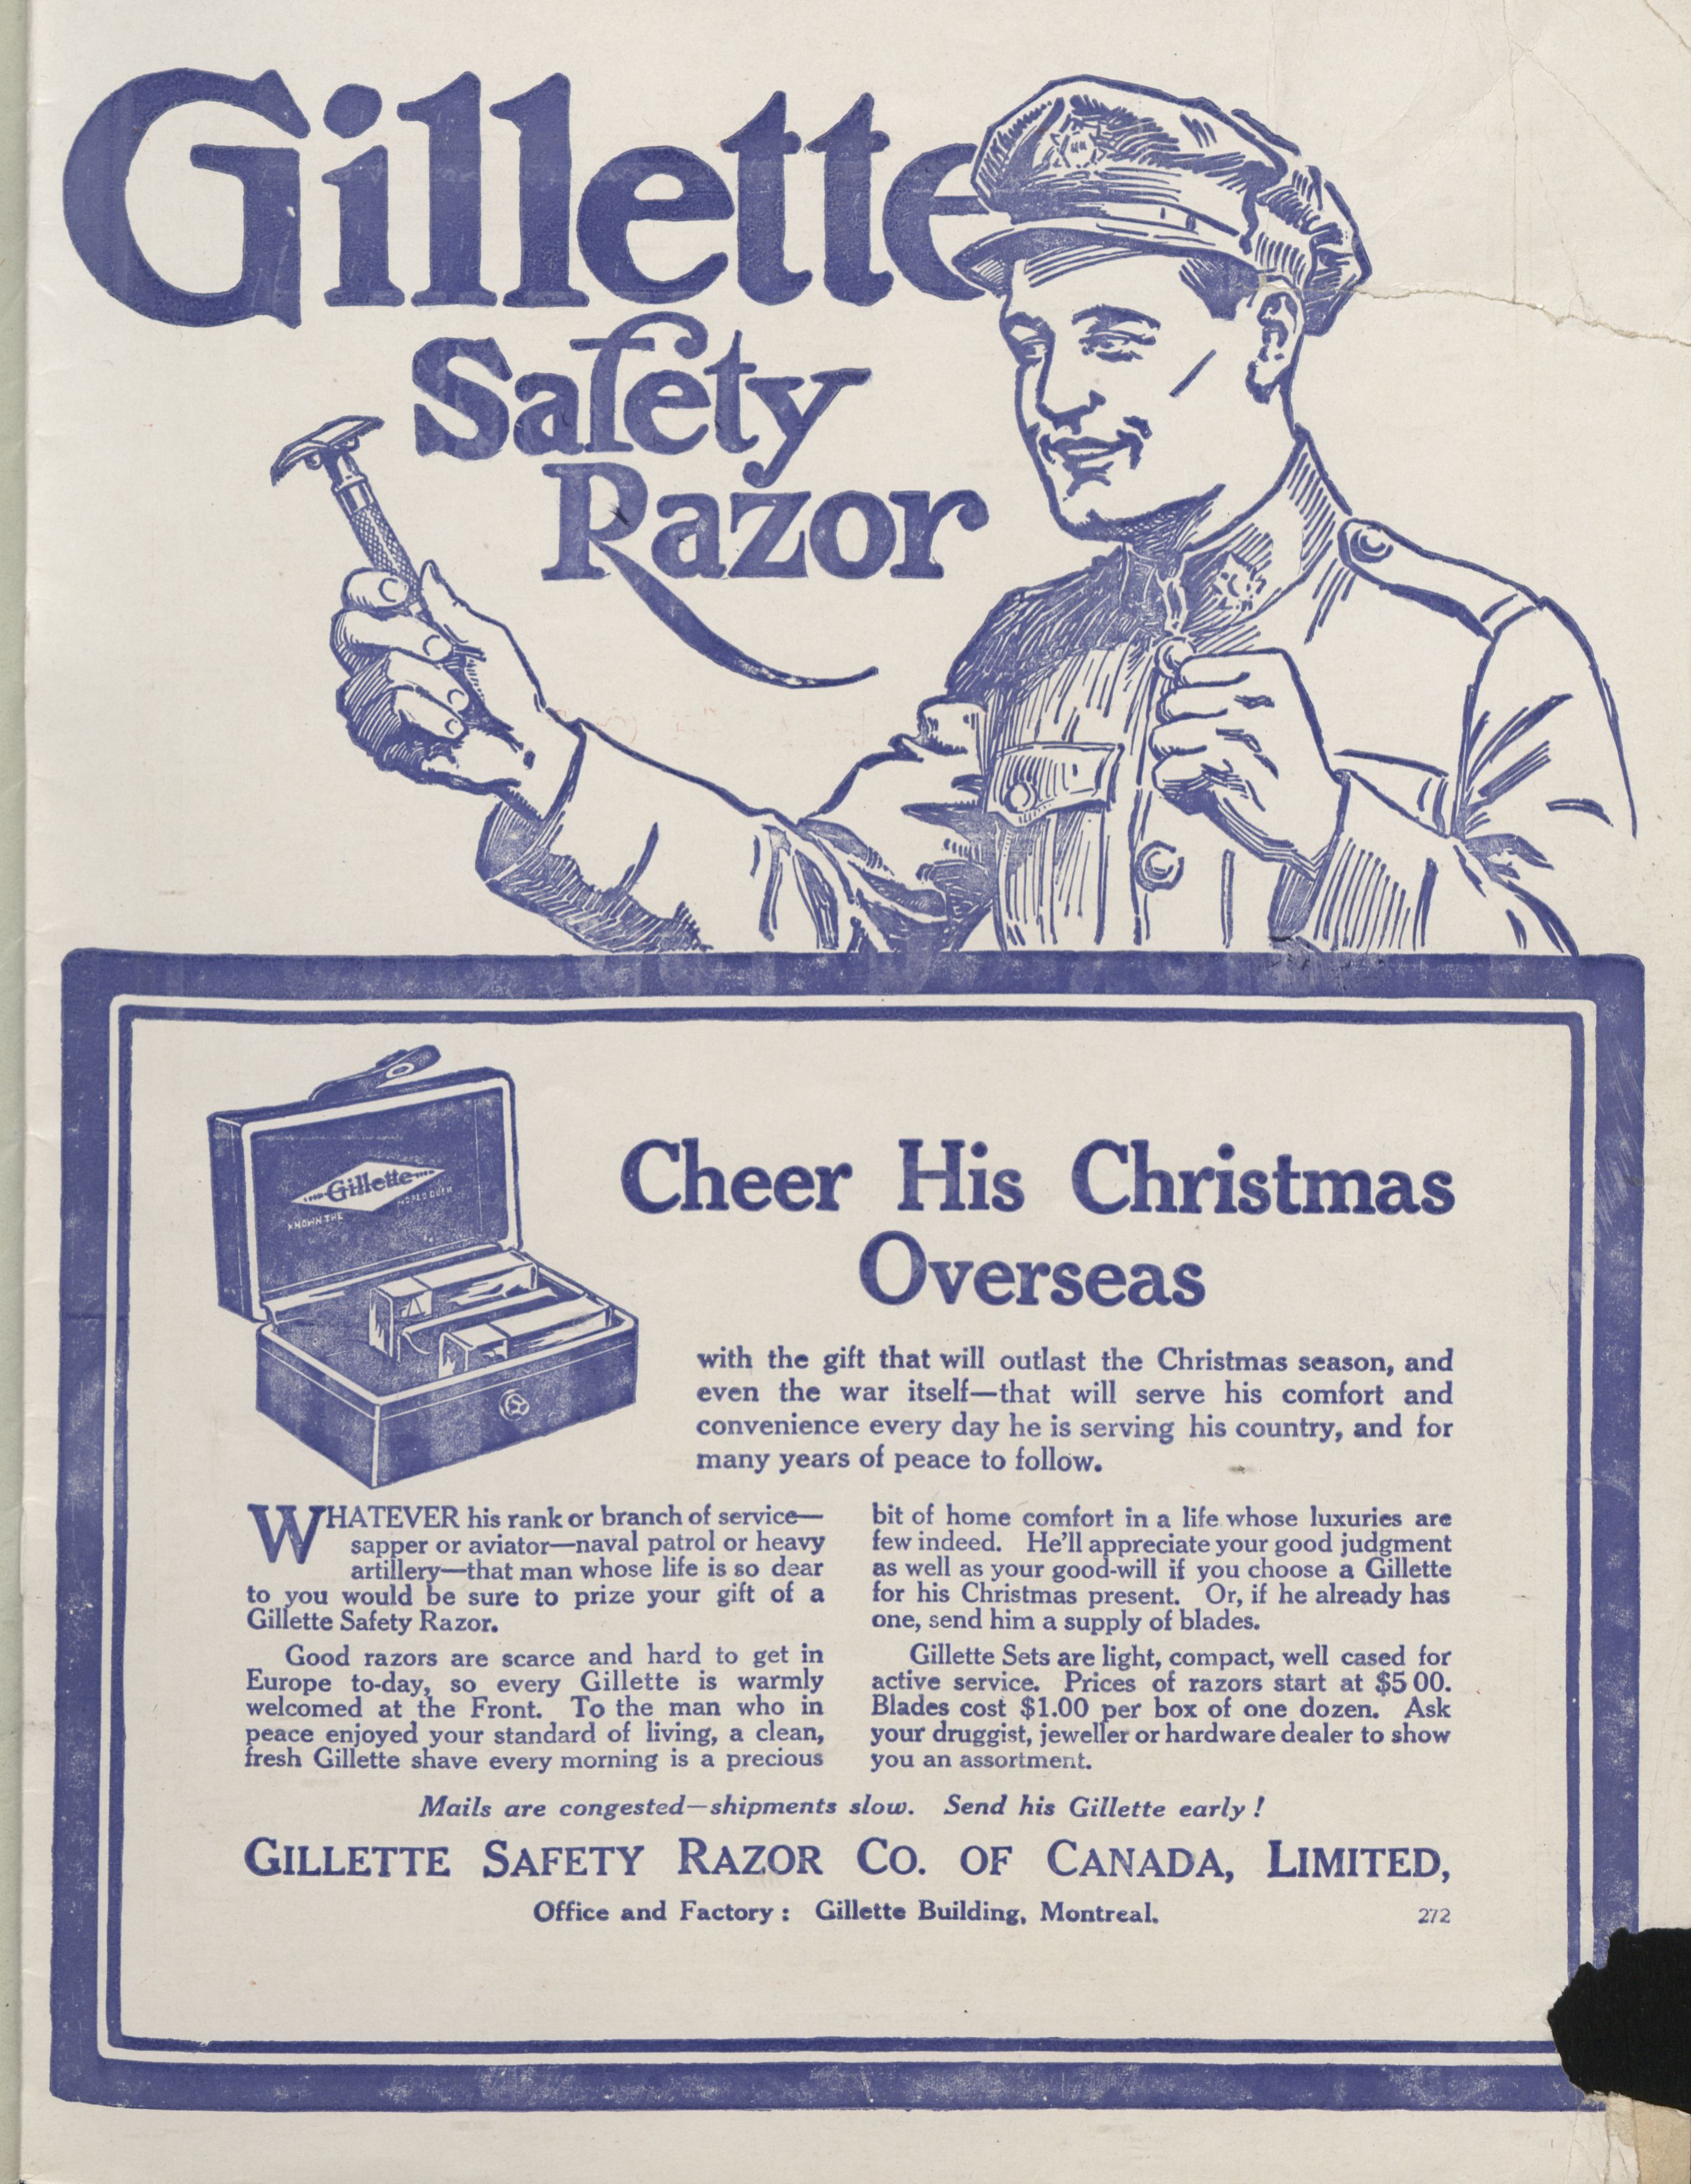 Gillette
Safety
Razor
Gillette
KNOWN THE WORLD OVER
Cheer His Christmas
Overseas
with the gift that will outlast the Christmas season, and
even the war itself—that will serve his comfort and
convenience every day he is serving his country, and for
many years of peace to follow.
WHATEVER his rank or branch of service—
sapper or aviator—naval patrol or heavy
artillery—that man whose life is so dear
to you would be sure to prize your gift of a
Gillette Safety Razor.
Good razors are scarce and hard to get in
Europe to-day, so every Gillette is warmly
welcomed at the Front. To the man who in
peace enjoyed your standard of living, a clean,
fresh Gillette shave every morning is a precious
bit of home comfort in a life whose luxuries are
few indeed. He'll appreciate your good judgment
as well as your good-will if you choose a Gillette
for his Christmas present. Or, if he already has
one, send him a supply of blades.
Gillette Sets are light, compact, well cased for
active service. Prices of razors start at $5 00.
Blades cost $1.00 per box of one dozen. Ask
your druggist, jeweller or hardware dealer to show
you an assortment.
Mails are congested—shipments slow. Send his Gillette early!
GILLETTE SAFETY RAZOR CO. OF CANADA, LIMITED,
Office and Factory: Gillette Building, Montreal.
272